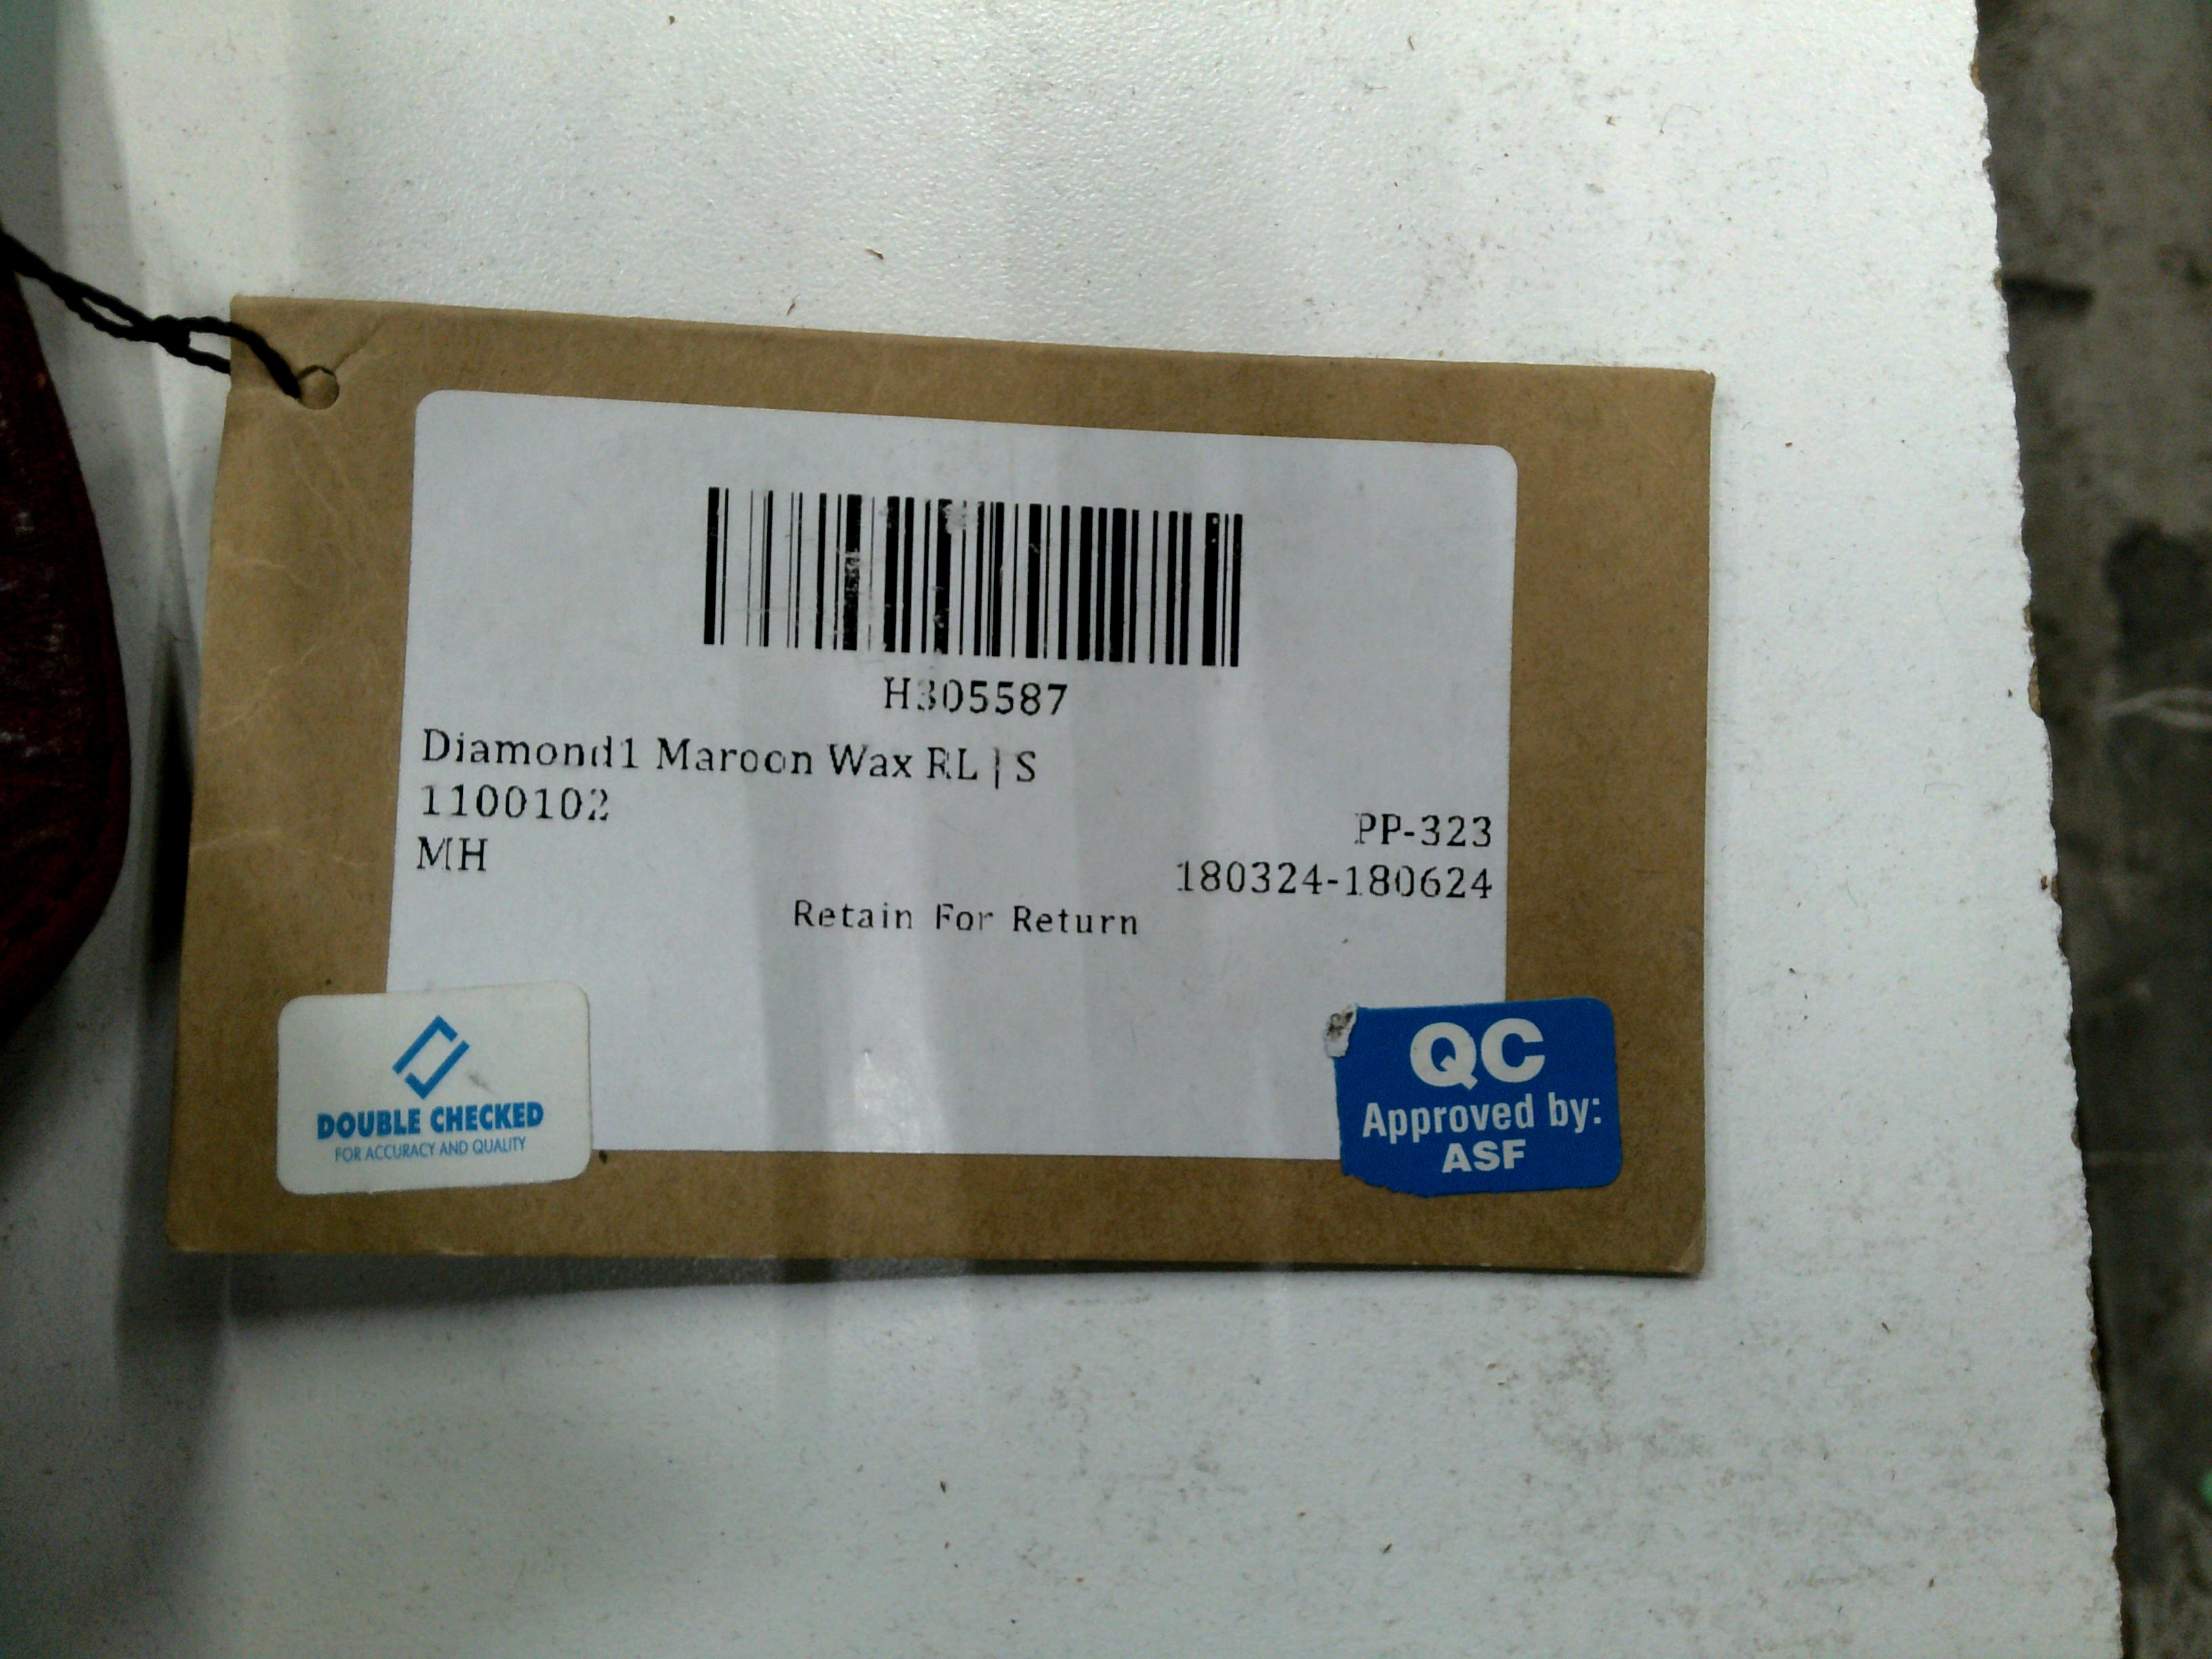 H305587
Diamond1 Maroon Wax RL | S
1100102
PP-323
MH
180324-180624
Retain For Return
DOUBLE CHECKED
FOR ACCURACY AND QUALITY
QC
Approved by:
ASF